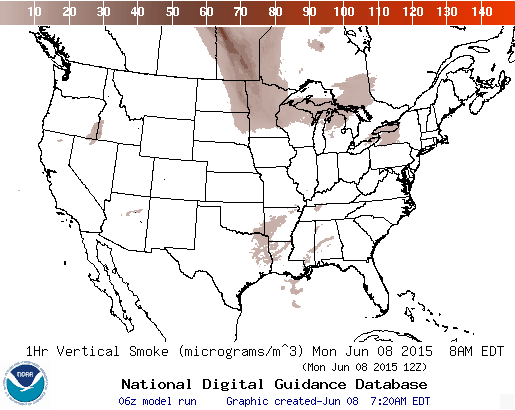 10 20 30 40 50 60 70 80 90 100 110 120 130 140
1Hr Vertical Smoke (micrograms/m^3) Mon Jun 08 2015 8AM EDT
(Mon Jun 08 2015 12Z)
National Digital Guidance Database
06z model run Graphic created-Jun 08 7:20AM EDT
NOAA